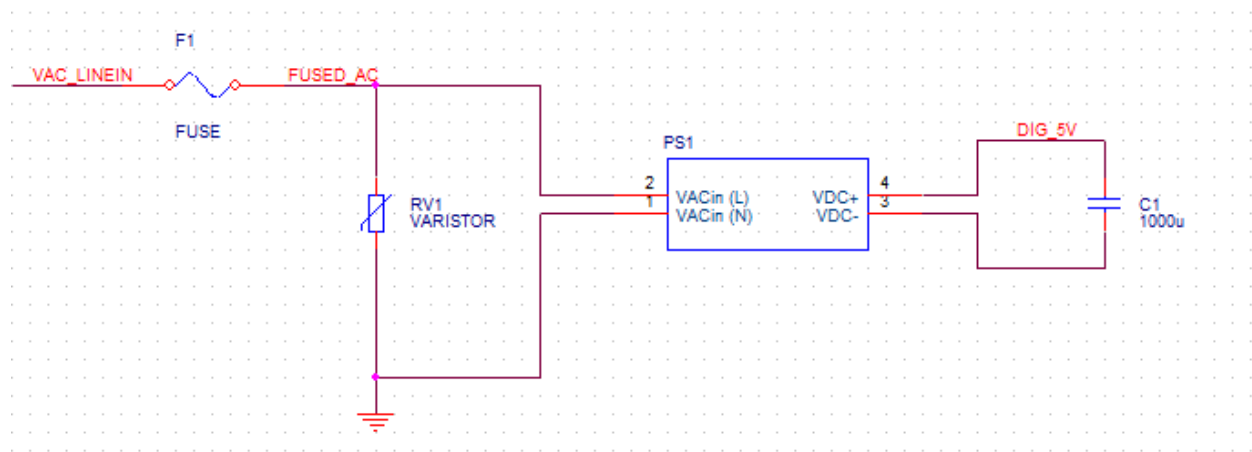 F1
VAC_LINEIN
FUSED_AC
FUSE
RV1
VARISTOR
PS1
2
1
VACin (L)
VACin (N)
VDC+
VDC-
4
3
DIG_5V
C1
1000u